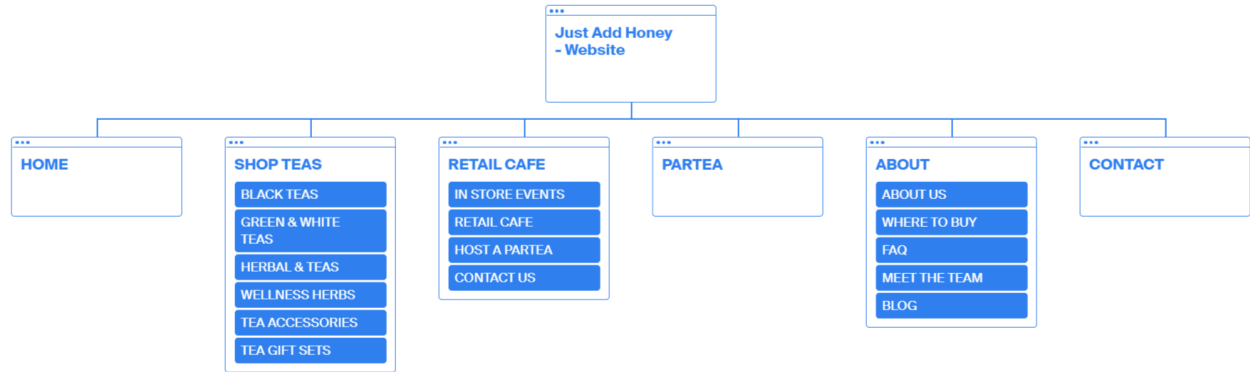 Just Add Honey
- Website
HOME
SHOP TEAS
BLACK TEAS
GREEN & WHITE
TEAS
HERBAL & TEAS
WELLNESS HERBS
TEA ACCESSORIES
TEA GIFT SETS
RETAIL CAFE
IN STORE EVENTS
RETAIL CAFE
HOST A PARTEA
CONTACT US
PARTEA
ABOUT
ABOUT US
WHERE TO BUY
FAQ
MEET THE TEAM
BLOG
CONTACT